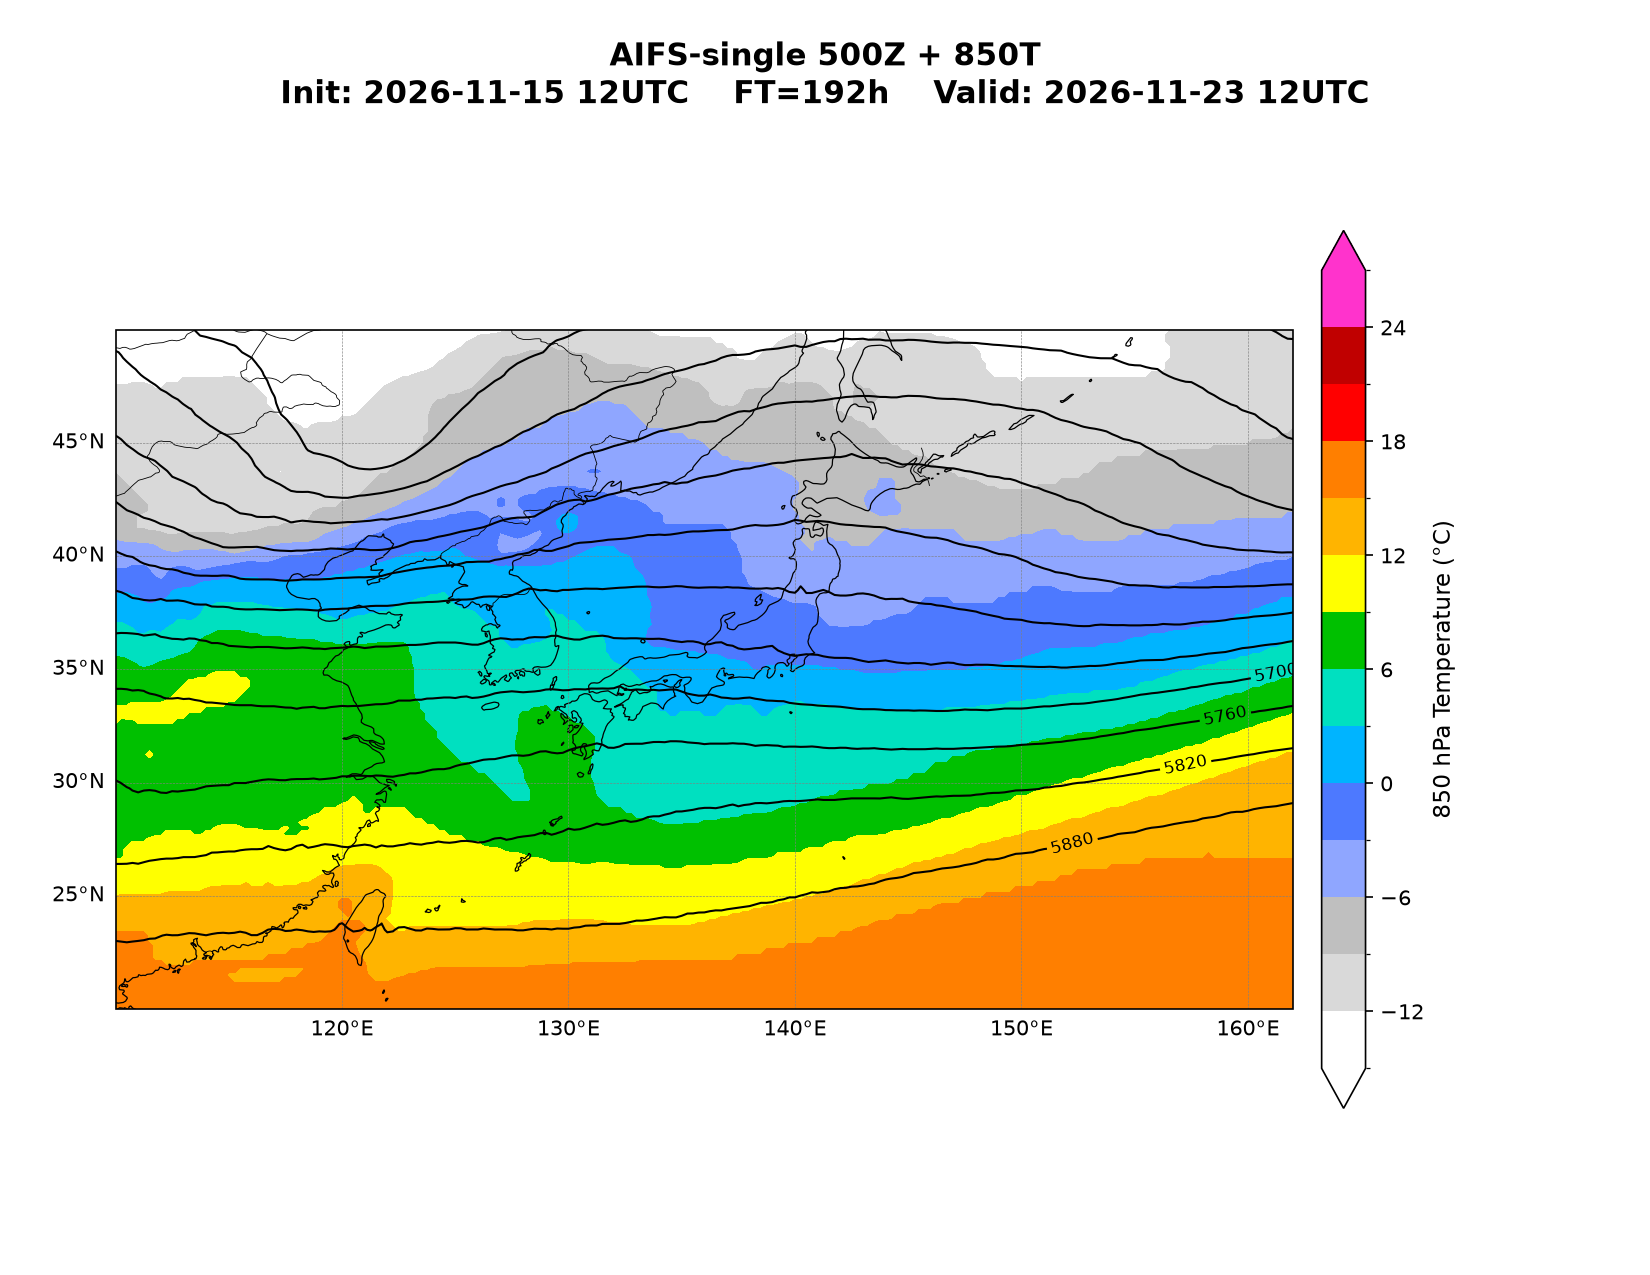 AIFS-single 500Z + 850T
Init: 2026-11-15 12UTC    FT=192h    Valid: 2026-11-23 12UTC
45°N
40°N
35°N
30°N
25°N
120°E
130°E
140°E
150°E
160°E
5700
5760
5820
5880
24
18
12
6
0
−6
−12
850 hPa Temperature (°C)